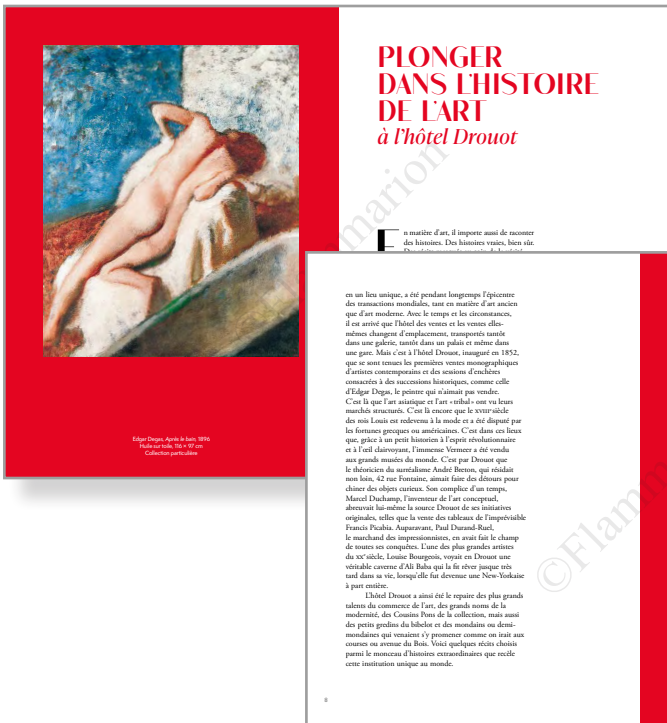 PLONGER
DANS L'HISTOIRE
DE L'ART
à l'hôtel Drouot
En matière d'art, il importe aussi de raconter
des histoires. Des histoires vraies, bien sûr.
Edgar Degas, Après le bain, 1896
Huile sur toile, 116 × 97 cm
Collection particulière
en un lieu unique, a été pendant longtemps l'épicentre
des transactions mondiales, tant en matière d'art ancien
que d'art moderne. Avec le temps et les circonstances,
il est arrivé que l'hôtel des ventes et les ventes elles-
mêmes changent d'emplacement, transportés tantôt
dans une galerie, tantôt dans un palais et même dans
une gare. Mais c'est à l'hôtel Drouot, inauguré en 1852,
que se sont tenues les premières ventes monographiques
d'artistes contemporains et des sessions d'enchères
consacrées à des successions historiques, comme celle
d'Edgar Degas, le peintre qui n'aimait pas vendre.
C'est là que l'art asiatique et l'art « tribal » ont vu leurs
marchés structurés. C'est là encore que le XVIIIe siècle
des rois Louis est redevenu à la mode et a été disputé par
les fortunes grecques ou américaines. C'est dans ces lieux
que, grâce à un petit historien à l'esprit révolutionnaire
et à l'œil clairvoyant, l'immense Vermeer a été vendu
aux grands musées du monde. C'est par Drouot que
le théoricien du surréalisme André Breton, qui résidait
non loin, 42 rue Fontaine, aimait faire des détours pour
chiner des objets curieux. Son complice d'un temps,
Marcel Duchamp, l'inventeur de l'art conceptuel,
abreuvait lui-même la source Drouot de ses initiatives
originales, telles que la vente des tableaux de l'imprévisible
Francis Picabia. Auparavant, Paul Durand-Ruel,
le marchand des impressionnistes, en avait fait le champ
de toutes ses conquêtes. L'une des plus grandes artistes
du XXe siècle, Louise Bourgeois, voyait en Drouot une
véritable caverne d'Ali Baba qui la fit rêver jusque très
tard dans sa vie, lorsqu'elle fut devenue une New-Yorkaise
à part entière.
L'hôtel Drouot a ainsi été le repaire des plus grands
talents du commerce de l'art, des grands noms de la
modernité, des Cousins Pons de la collection, mais aussi
des petits gredins du bibelot et des mondains ou demi-
mondaines qui venaient s'y promener comme on irait aux
courses ou avenue du Bois. Voici quelques récits choisis
parmi le monceau d'histoires extraordinaires que recèle
cette institution unique au monde.
8